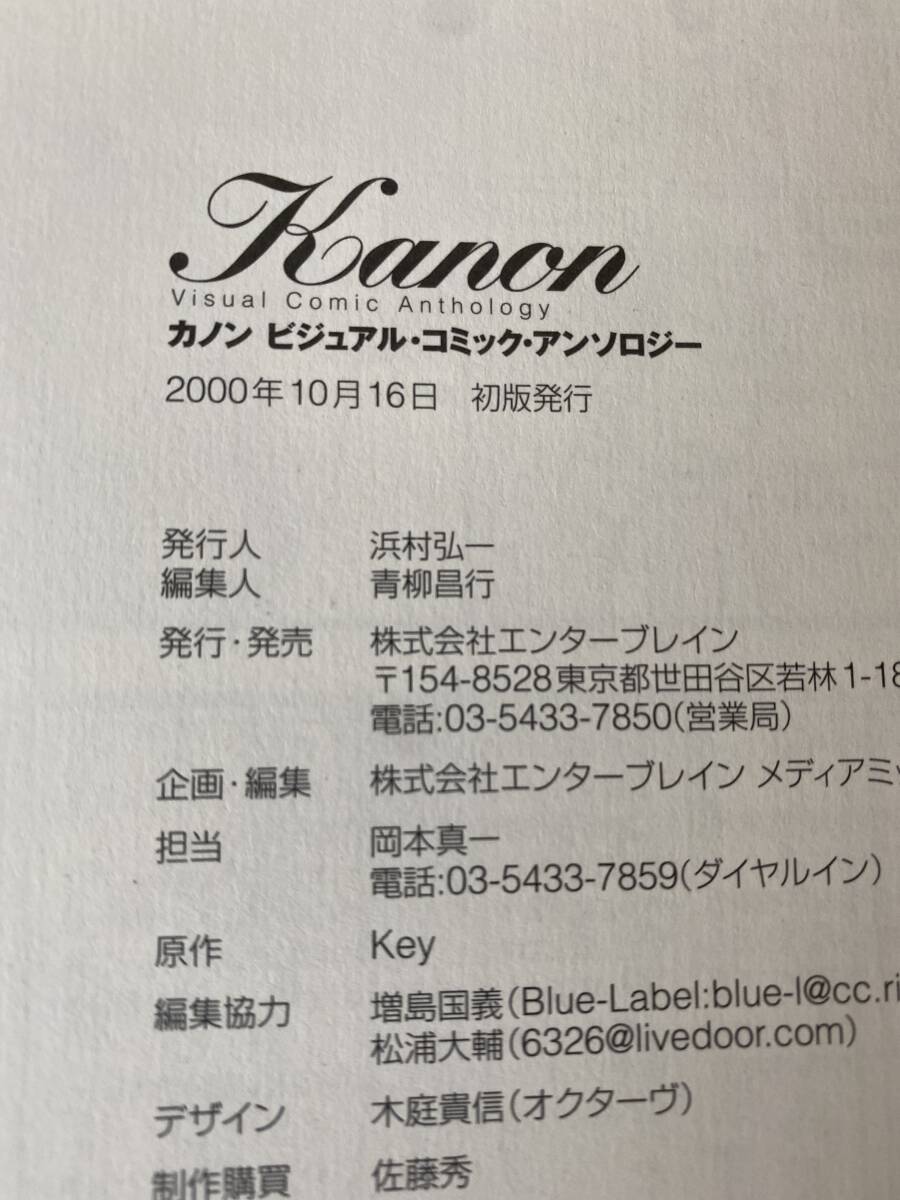 Kanon
Visual Comic Anthology
カノン ビジュアル・コミック・アンソロジー
2000年10月16日 初版発行
発行人 浜村弘一
編集人 青柳昌行
発行・発売 株式会社エンターブレイン
〒154-8528東京都世田谷区若林1-18
電話:03-5433-7850(営業局)
企画・編集 株式会社エンターブレイン メディアミッ
担当 岡本真一
電話:03-5433-7859(ダイヤルイン)
原作 Key
編集協力 増島国義(Blue-Label:blue-l@cc.ri
松浦大輔(6326@livedoor.com)
デザイン 木庭貴信(オクターヴ)
制作購買 佐藤秀